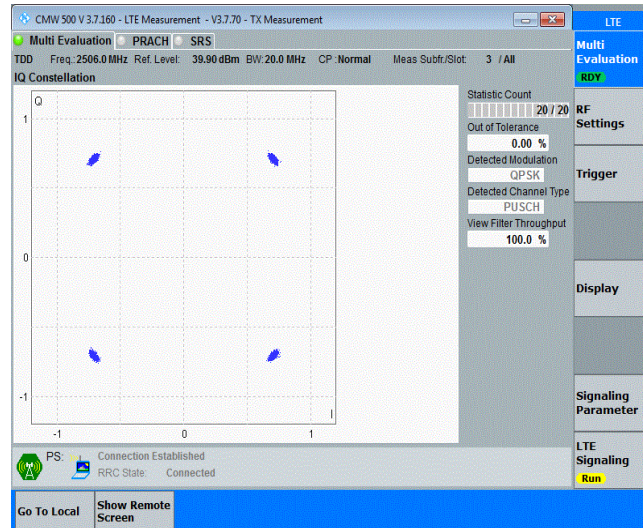 CMW 500 V 3.7.160 - LTE Measurement - V3.7.70 - TX Measurement
LTE
Multi Evaluation
PRACH
SRS
TDD Freq.: 2506.0 MHz Ref. Level: 39.90 dBm BW: 20.0 MHz CP : Normal Meas Subfr./Slot: 3 / All
IQ Constellation
Q
1
0
-1
-1
0
1
I
Statistic Count
20 / 20
Out of Tolerance
0.00 %
Detected Modulation
QPSK
Detected Channel Type
PUSCH
View Filter Throughput
100.0 %
Multi
Evaluation
RDY
RF
Settings
Trigger
Display
Signaling
Parameter
LTE
Signaling
Run
PS:
Connection Established
RRC State: Connected
Go To Local
Show Remote
Screen